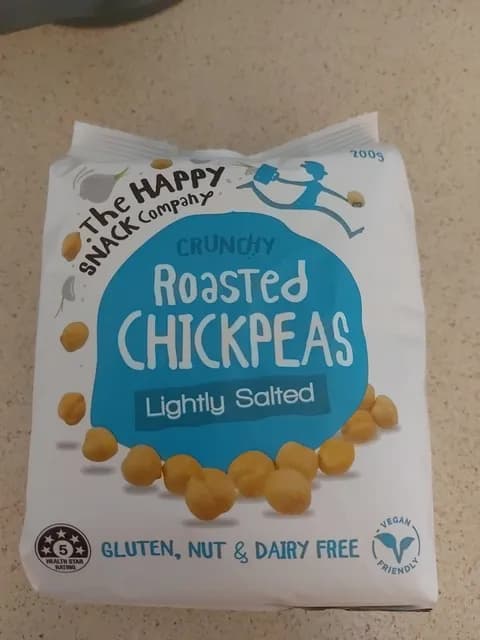 200g
The HAPPY
SNACK Company
CRUNCHY
Roasted
CHICKPEAS
Lightly Salted
5
HEALTH STAR
RATING
GLUTEN, NUT & DAIRY FREE
VEGAN
FRIENDLY